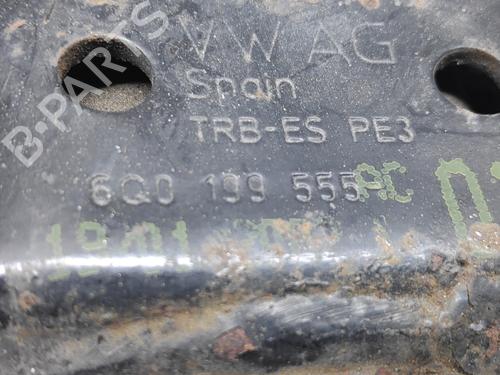 VW AG
Spain
TRB-ES PE3
6Q0 199 555 AC
B-PARTS